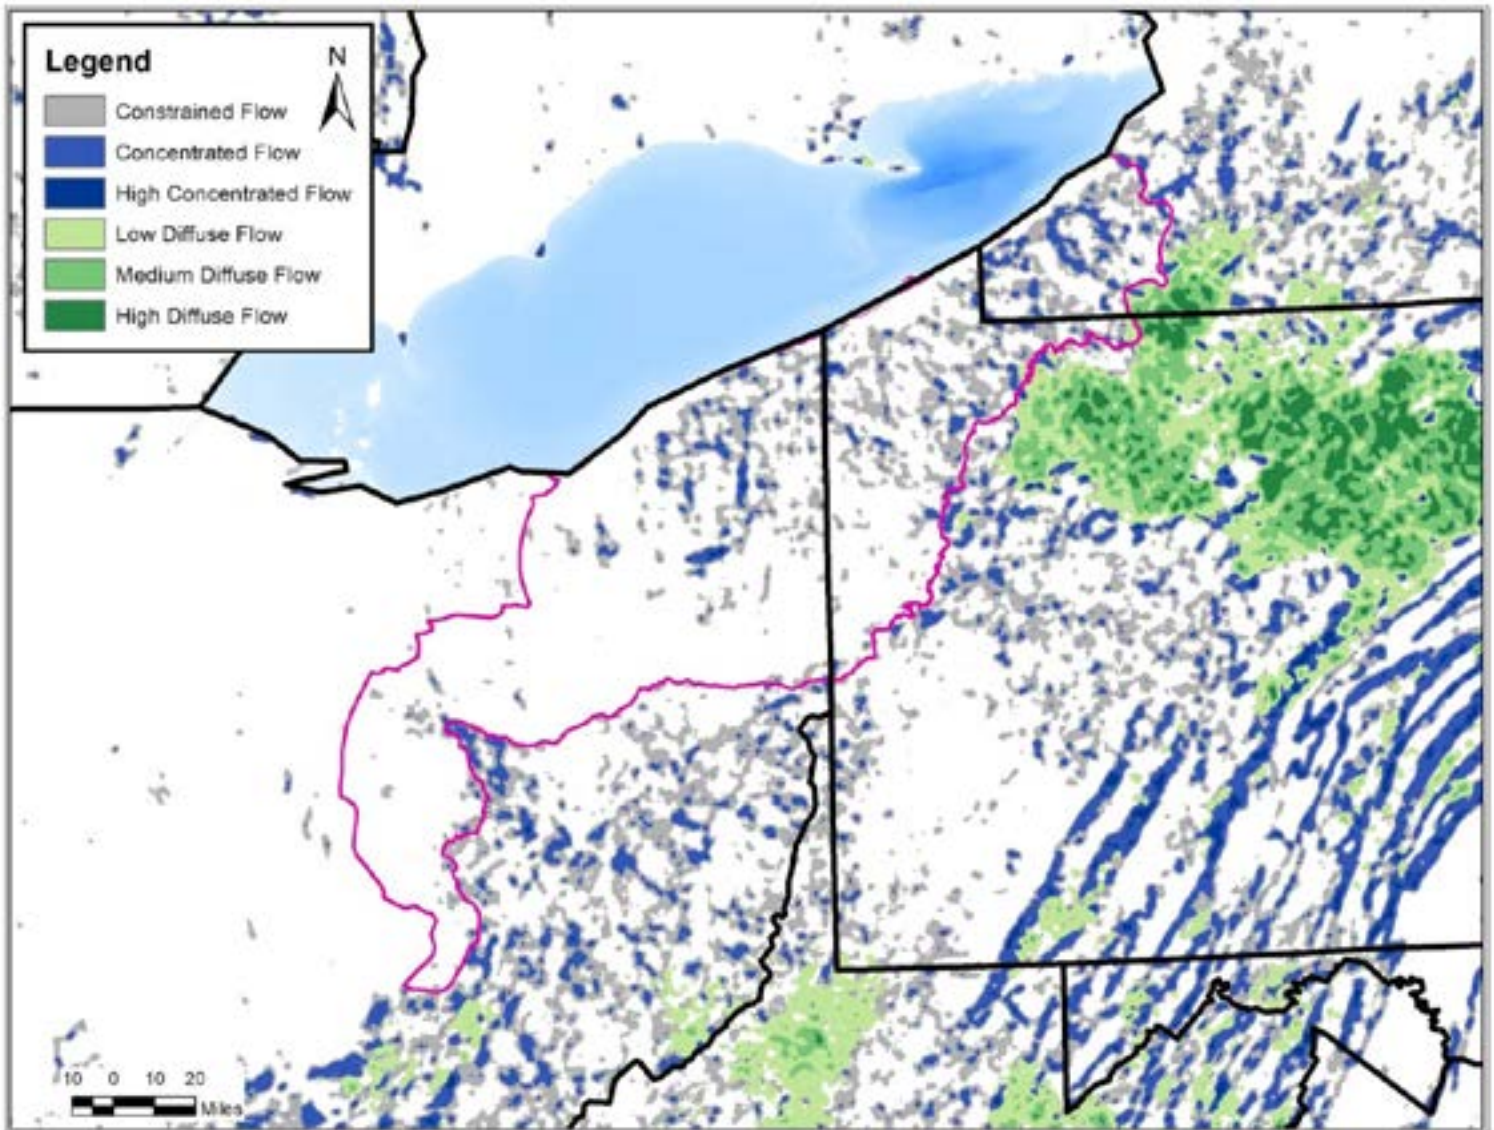 Legend
N
Constrained Flow
Concentrated Flow
High Concentrated Flow
Low Diffuse Flow
Medium Diffuse Flow
High Diffuse Flow
10 0 10 20
Miles